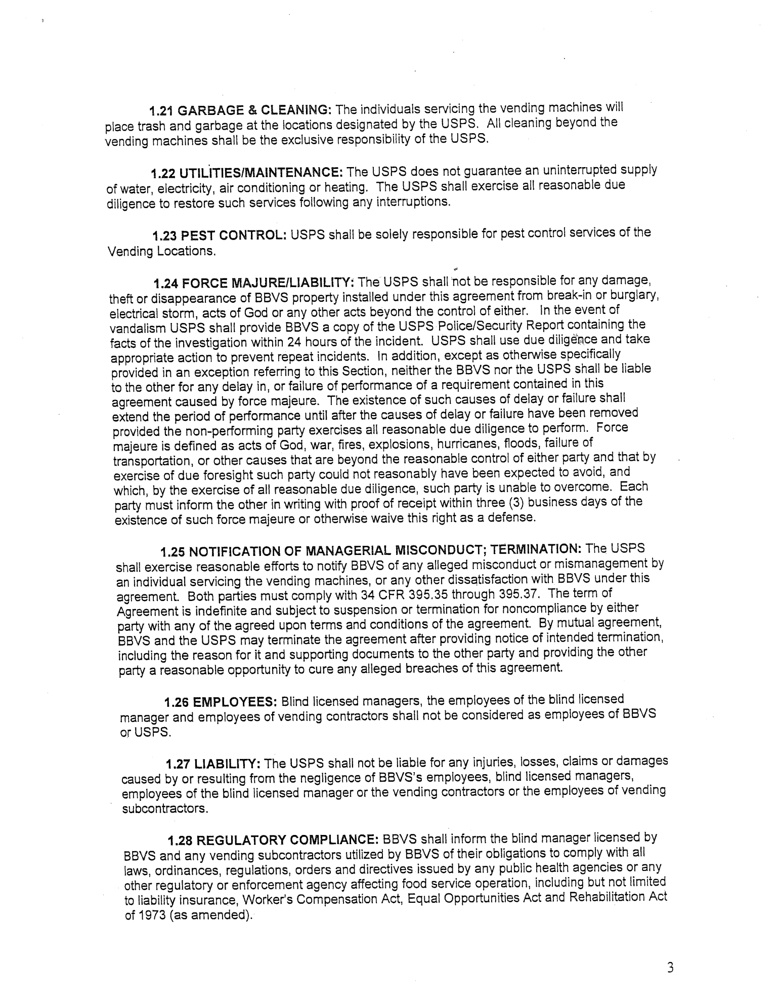 1.21 GARBAGE & CLEANING: The individuals servicing the vending machines will
place trash and garbage at the locations designated by the USPS. All cleaning beyond the
vending machines shall be the exclusive responsibility of the USPS.
1.22 UTILITIES/MAINTENANCE: The USPS does not guarantee an uninterrupted supply
of water, electricity, air conditioning or heating. The USPS shall exercise all reasonable due
diligence to restore such services following any interruptions.
1.23 PEST CONTROL: USPS shall be solely responsible for pest control services of the
Vending Locations.
1.24 FORCE MAJURE/LIABILITY: The USPS shall not be responsible for any damage,
theft or disappearance of BBVS property installed under this agreement from break-in or burglary,
electrical storm, acts of God or any other acts beyond the control of either. In the event of
vandalism USPS shall provide BBVS a copy of the USPS Police/Security Report containing the
facts of the investigation within 24 hours of the incident. USPS shall use due diligence and take
appropriate action to prevent repeat incidents. In addition, except as otherwise specifically
provided in an exception referring to this Section, neither the BBVS nor the USPS shall be liable
to the other for any delay in, or failure of performance of a requirement contained in this
agreement caused by force majeure. The existence of such causes of delay or failure shall
extend the period of performance until after the causes of delay or failure have been removed
provided the non-performing party exercises all reasonable due diligence to perform. Force
majeure is defined as acts of God, war, fires, explosions, hurricanes, floods, failure of
transportation, or other causes that are beyond the reasonable control of either party and that by
exercise of due foresight such party could not reasonably have been expected to avoid, and
which, by the exercise of all reasonable due diligence, such party is unable to overcome. Each
party must inform the other in writing with proof of receipt within three (3) business days of the
existence of such force majeure or otherwise waive this right as a defense.
1.25 NOTIFICATION OF MANAGERIAL MISCONDUCT; TERMINATION: The USPS
shall exercise reasonable efforts to notify BBVS of any alleged misconduct or mismanagement by
an individual servicing the vending machines, or any other dissatisfaction with BBVS under this
agreement. Both parties must comply with 34 CFR 395.35 through 395.37. The term of
Agreement is indefinite and subject to suspension or termination for noncompliance by either
party with any of the agreed upon terms and conditions of the agreement. By mutual agreement,
BBVS and the USPS may terminate the agreement after providing notice of intended termination,
including the reason for it and supporting documents to the other party and providing the other
party a reasonable opportunity to cure any alleged breaches of this agreement.
1.26 EMPLOYEES: Blind licensed managers, the employees of the blind licensed
manager and employees of vending contractors shall not be considered as employees of BBVS
or USPS.
1.27 LIABILITY: The USPS shall not be liable for any injuries, losses, claims or damages
caused by or resulting from the negligence of BBVS's employees, blind licensed managers,
employees of the blind licensed manager or the vending contractors or the employees of vending
subcontractors.
1.28 REGULATORY COMPLIANCE: BBVS shall inform the blind manager licensed by
BBVS and any vending subcontractors utilized by BBVS of their obligations to comply with all
laws, ordinances, regulations, orders and directives issued by any public health agencies or any
other regulatory or enforcement agency affecting food service operation, including but not limited
to liability insurance, Worker's Compensation Act, Equal Opportunities Act and Rehabilitation Act
of 1973 (as amended).
3